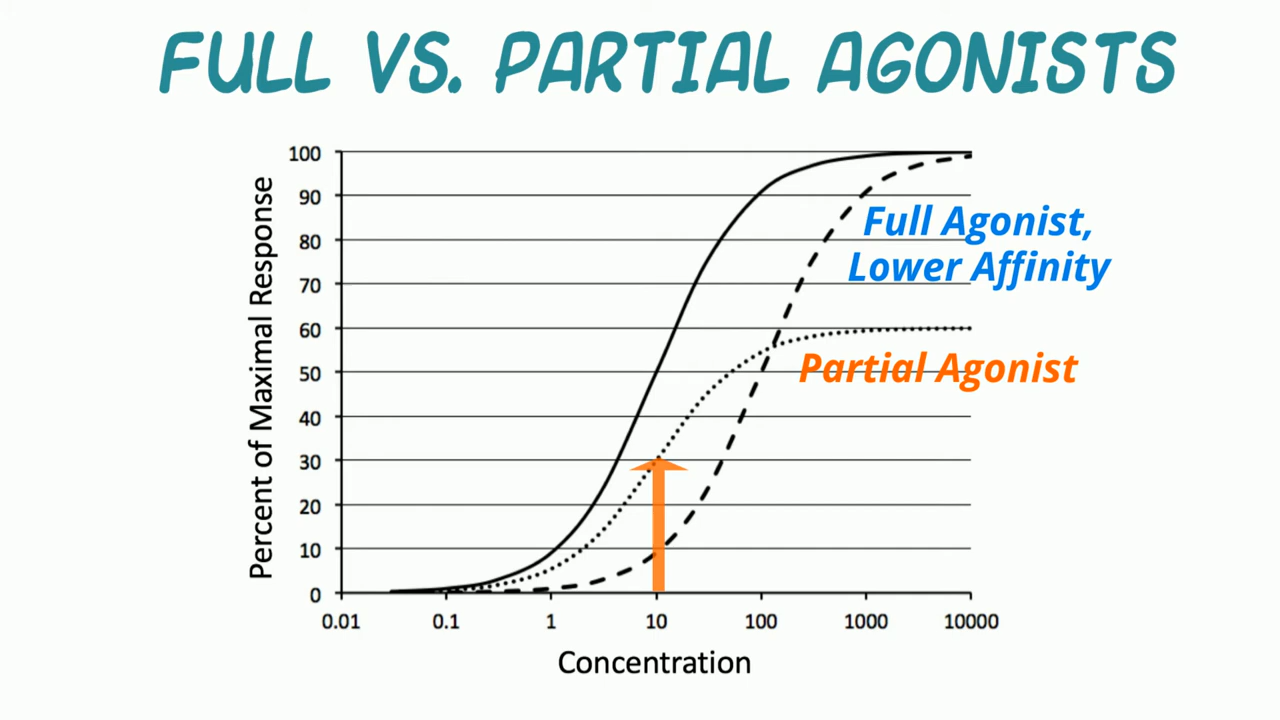 FULL VS. PARTIAL AGONISTS
Percent of Maximal Response
100
90
80
70
60
50
40
30
20
10
0
Full Agonist,
Lower Affinity
Partial Agonist
0.01 0.1 1 10 100 1000 10000
Concentration